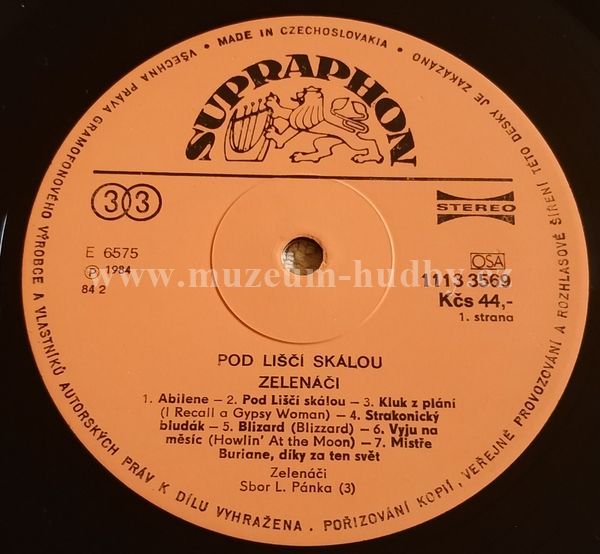 VŠECHNA PRÁVA GRAMOFONOVÉHO VÝROBCE A VLASTNÍKŮ AUTORSKÝCH PRÁV K DÍLU VYHRAŽENA. POŘIZOVÁNÍ KOPIÍ, VEŘEJNÉ PROVOZOVÁNÍ A ROZHLASOVÉ ŠÍŘENÍ TÉTO DESKY JE ZAKÁZÁNO • MADE IN CZECHOSLOVAKIA •
SUPRAPHON
33
STEREO
E 6575
Ⓟ 1984
84 2
OSA
1113 3569
Kčs 44,-
1. strana
www.muzeum-hudby.cz
POD LIŠČÍ SKÁLOU
ZELENÁČI
1. Abilene – 2. Pod Liščí skálou – 3. Kluk z plání
(I Recall a Gypsy Woman) – 4. Strakonický
bludák – 5. Blizard (Blizzard) – 6. Vyju na
měsíc (Howlin' At the Moon) – 7. Mistře
Buriane, díky za ten svět
Zelenáči
Sbor L. Pánka (3)